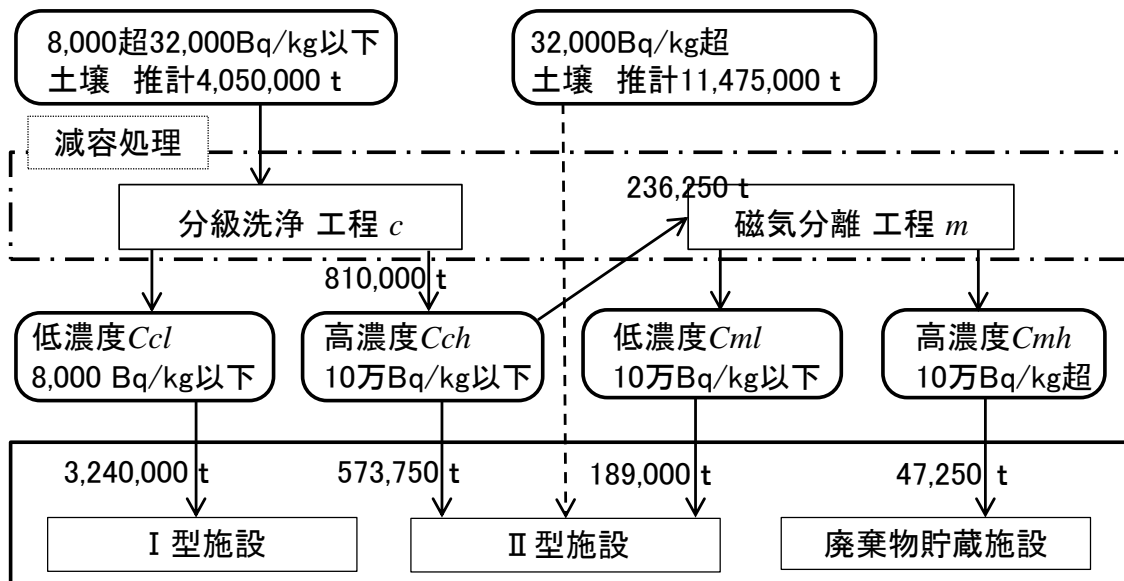 8,000超32,000Bq/kg以下
土壌 推計4,050,000 t
32,000Bq/kg超
土壌 推計11,475,000 t
減容処理
236,250 t
分級洗浄 工程 c
磁気分離 工程 m
810,000 t
低濃度Ccl
8,000 Bq/kg以下
高濃度Cch
10万Bq/kg以下
低濃度Cml
10万Bq/kg以下
高濃度Cmh
10万Bq/kg超
3,240,000 t
573,750 t
189,000 t
47,250 t
Ⅰ型施設
Ⅱ型施設
廃棄物貯蔵施設